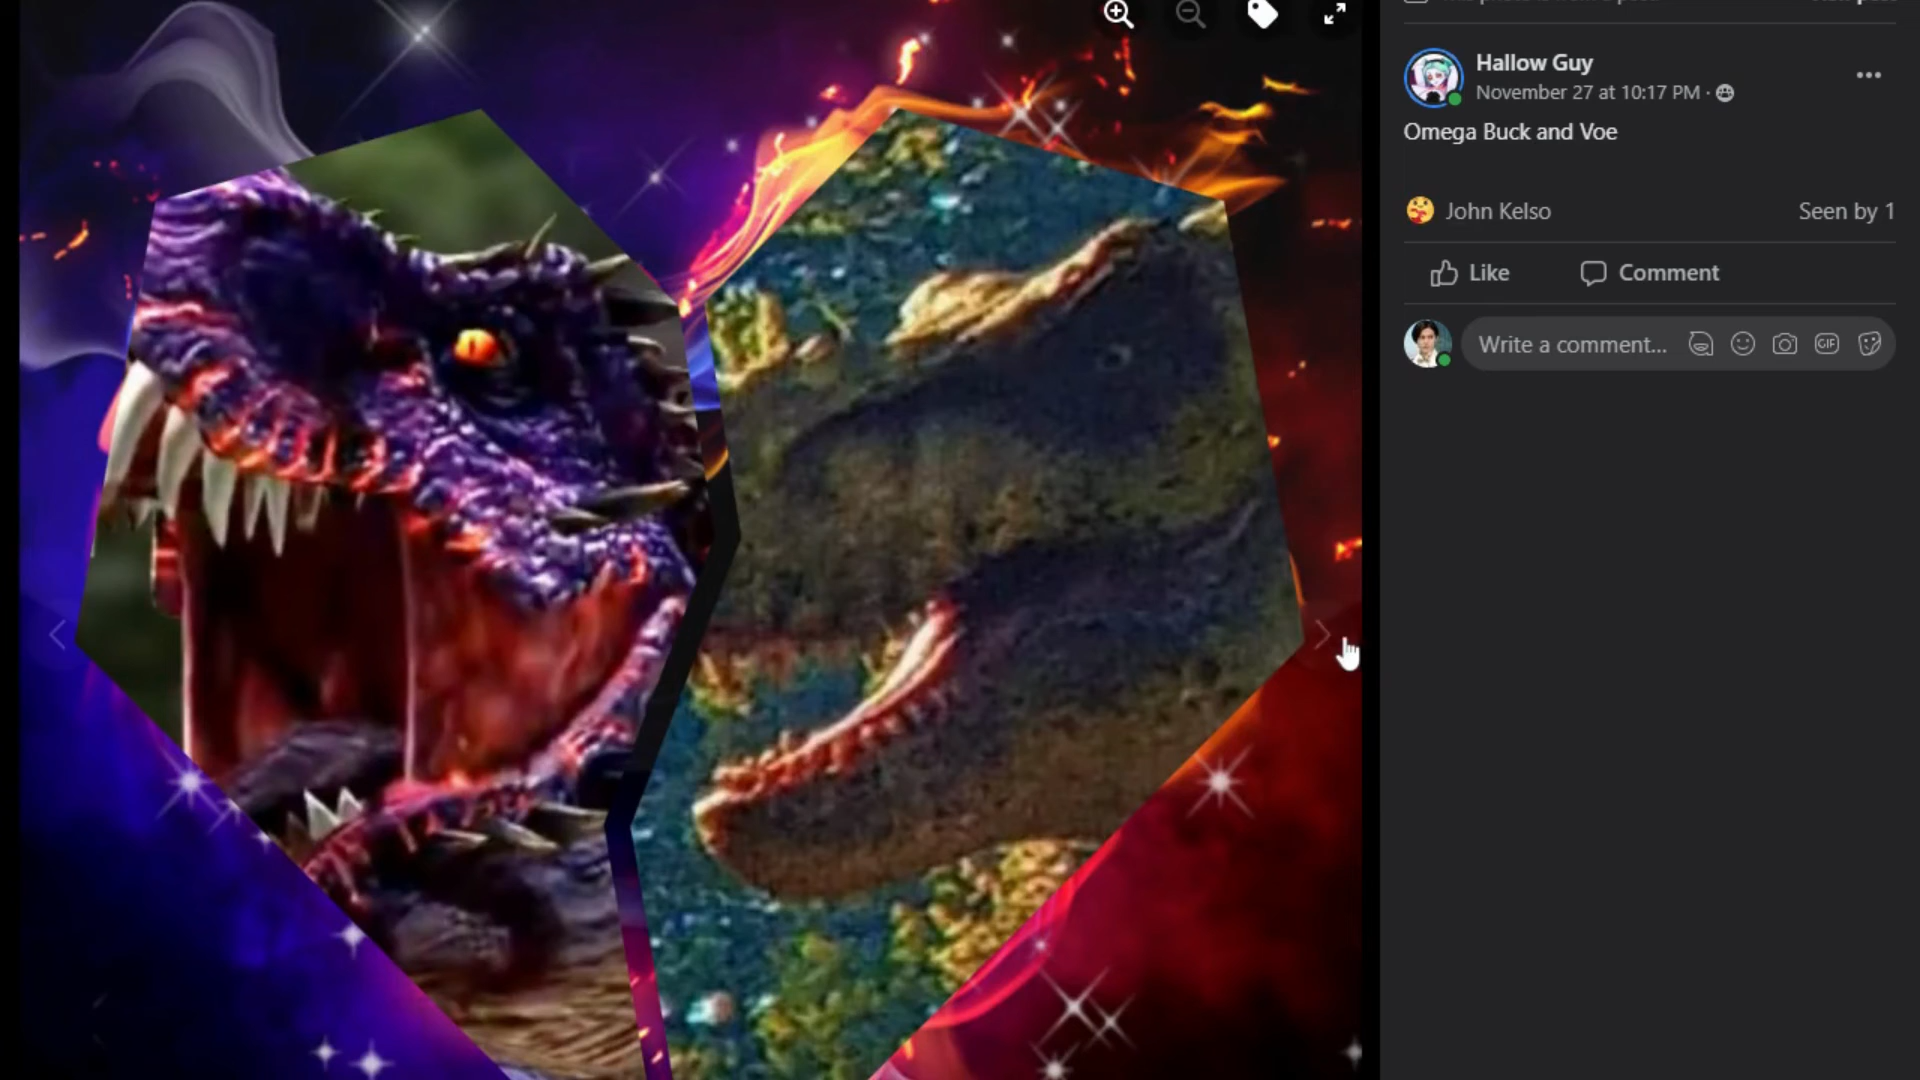 Hallow Guy
November 27 at 10:17 PM ·
Omega Buck and Voe
John Kelso
Seen by 1
Like
Comment
Write a comment...
GIF